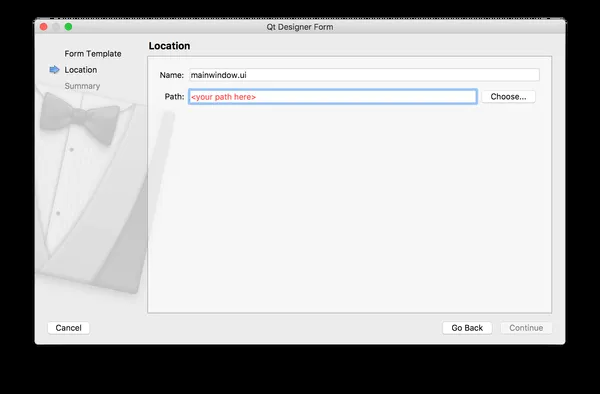 Qt Designer Form
Form Template
Location
Summary
Location
Name: mainwindow.ui
Path: <your path here> Choose...
Cancel
Go Back Continue